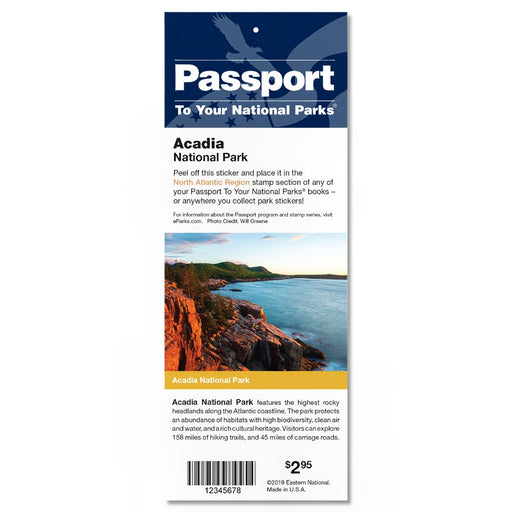 Passport
To Your National Parks®
Acadia
National Park
Peel off this sticker and place it in the
North Atlantic Region stamp section of any of
your Passport To Your National Parks® books –
or anywhere you collect park stickers!
For information about the Passport program and stamp series, visit
eParks.com. Photo Credit: Will Greene
Acadia National Park
Acadia National Park features the highest rocky
headlands along the Atlantic coastline. The park protects
an abundance of habitats with high biodiversity, clean air
and water, and a rich cultural heritage. Visitors can explore
158 miles of hiking trails, and 45 miles of carriage roads.
$2.95
12345678
©2019 Eastern National.
Made in U.S.A.